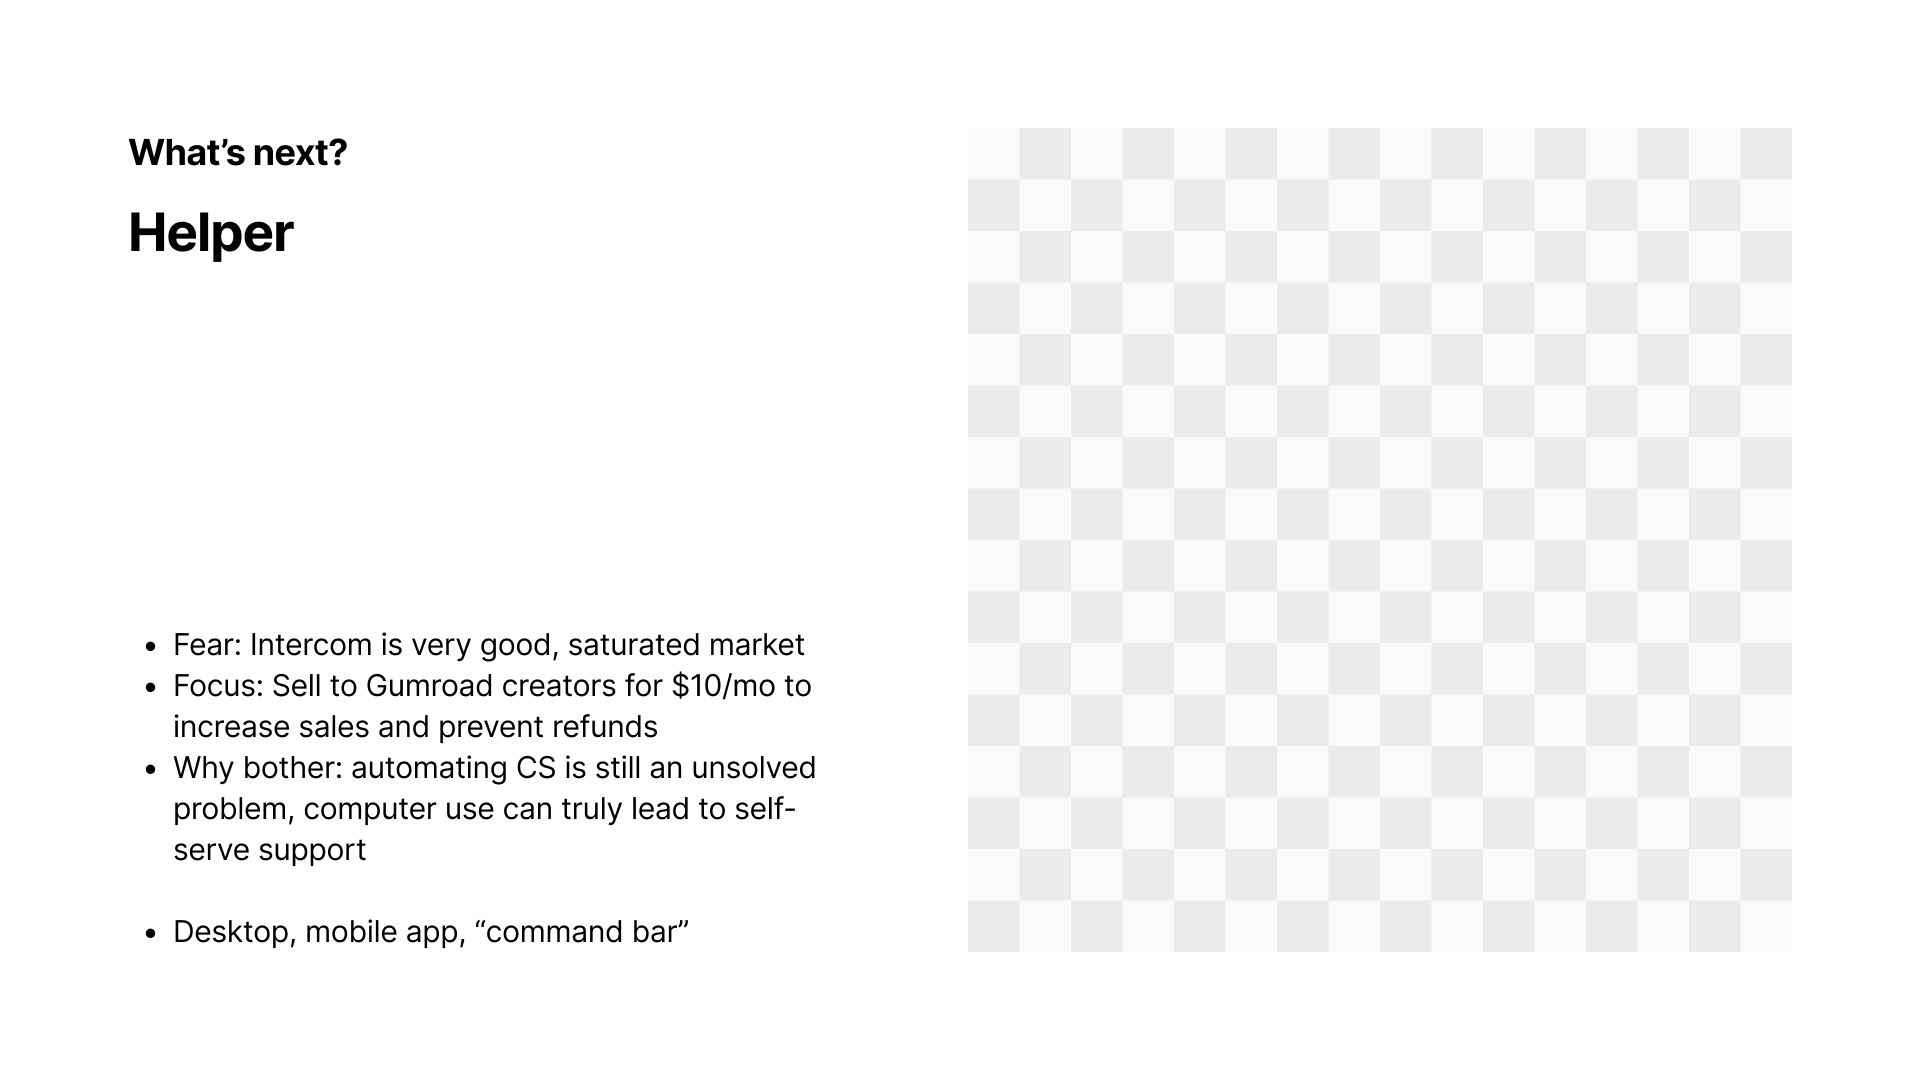 What’s next?
Helper
• Fear: Intercom is very good, saturated market
• Focus: Sell to Gumroad creators for $10/mo to
increase sales and prevent refunds
• Why bother: automating CS is still an unsolved
problem, computer use can truly lead to self-
serve support
• Desktop, mobile app, “command bar”